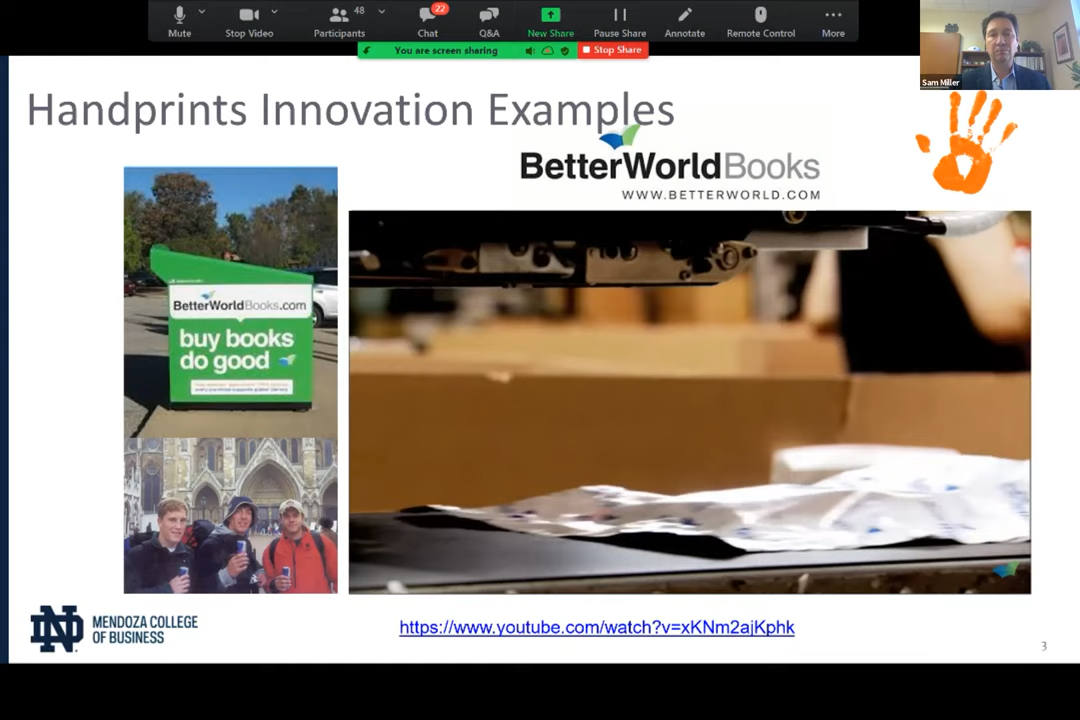 48
22
Mute
Stop Video
Participants
Chat
Q&A
New Share
Pause Share
Annotate
Remote Control
More
You are screen sharing
Stop Share
Sam Miller
Handprints Innovation Examples
BetterWorldBooks
WWW.BETTERWORLD.COM
BetterWorldBooks.com
buy books
do good
ND
MENDOZA COLLEGE
OF BUSINESS
https://www.youtube.com/watch?v=xKNm2ajKphk
3